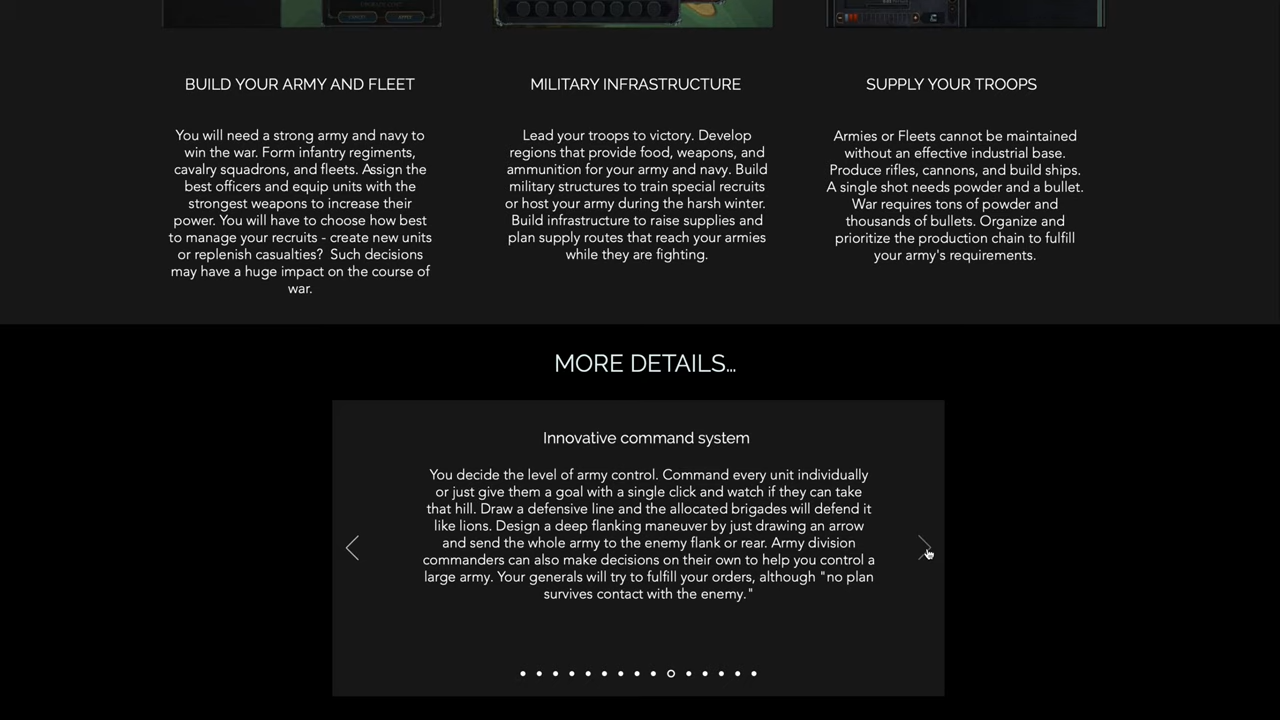 BUILD YOUR ARMY AND FLEET
You will need a strong army and navy to
win the war. Form infantry regiments,
cavalry squadrons, and fleets. Assign the
best officers and equip units with the
strongest weapons to increase their
power. You will have to choose how best
to manage your recruits - create new units
or replenish casualties?  Such decisions
may have a huge impact on the course of
war.
MILITARY INFRASTRUCTURE
Lead your troops to victory. Develop
regions that provide food, weapons, and
ammunition for your army and navy. Build
military structures to train special recruits
or host your army during the harsh winter.
Build infrastructure to raise supplies and
plan supply routes that reach your armies
while they are fighting.
SUPPLY YOUR TROOPS
Armies or Fleets cannot be maintained
without an effective industrial base.
Produce rifles, cannons, and build ships.
A single shot needs powder and a bullet.
War requires tons of powder and
thousands of bullets. Organize and
prioritize the production chain to fulfill
your army's requirements.
MORE DETAILS...
Innovative command system
You decide the level of army control. Command every unit individually
or just give them a goal with a single click and watch if they can take
that hill. Draw a defensive line and the allocated brigades will defend it
like lions. Design a deep flanking maneuver by just drawing an arrow
and send the whole army to the enemy flank or rear. Army division
commanders can also make decisions on their own to help you control a
large army. Your generals will try to fulfill your orders, although "no plan
survives contact with the enemy."